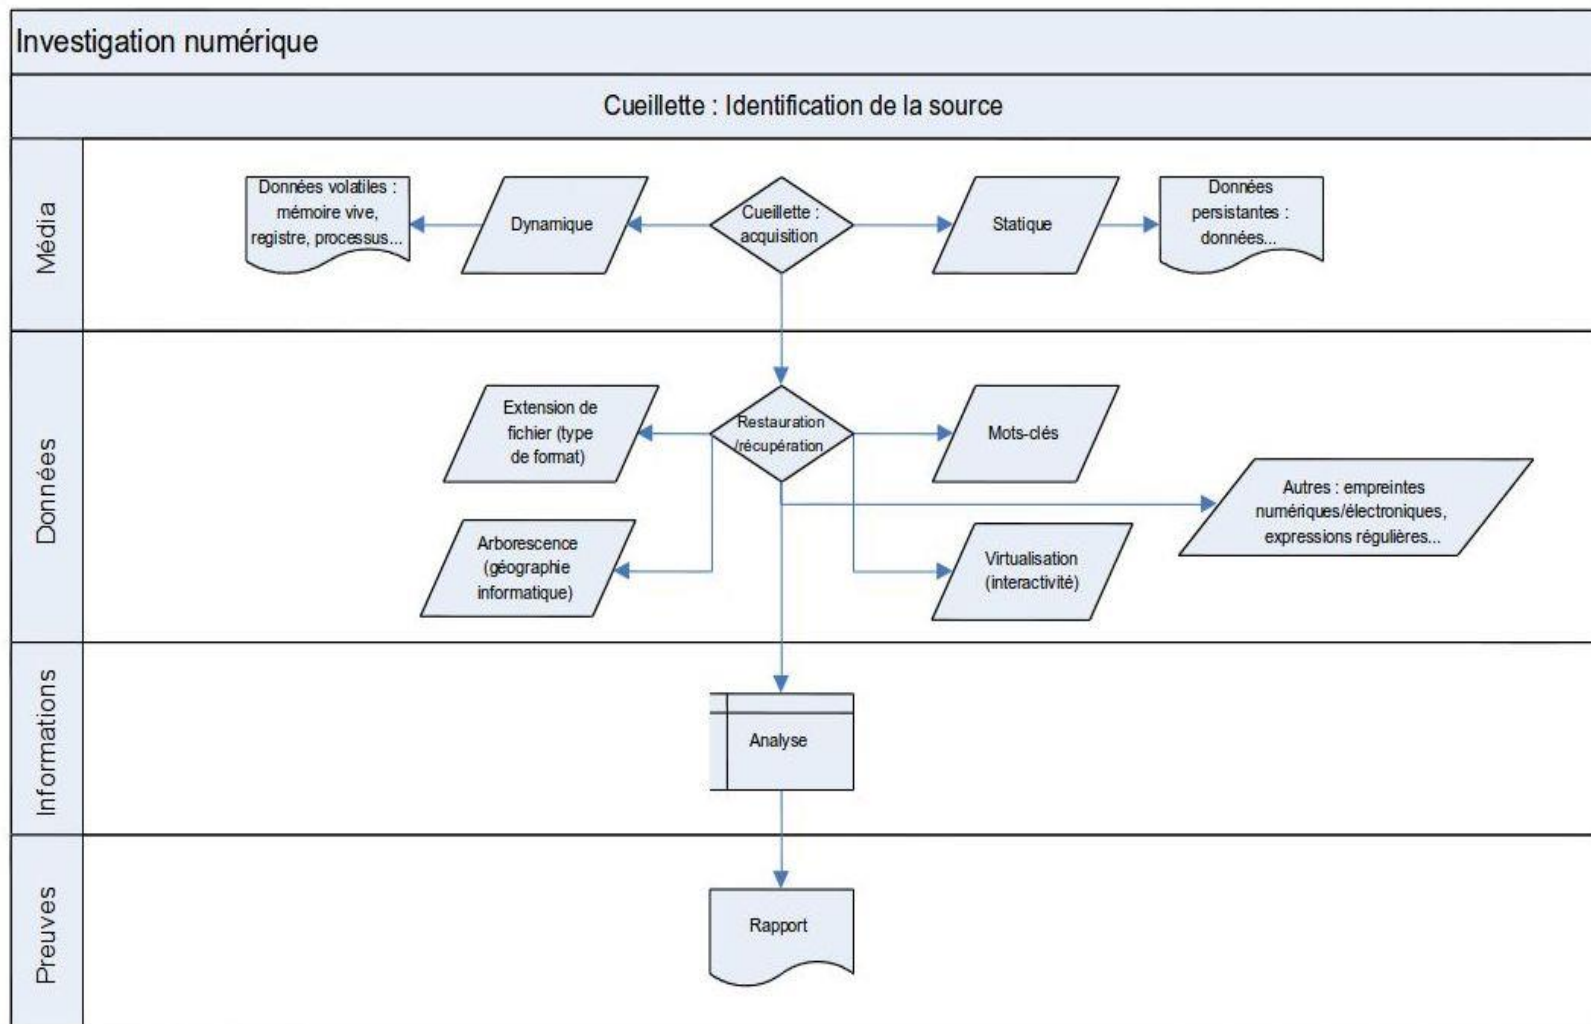 Investigation numérique
Cueillette : Identification de la source
Média
Données volatiles :
mémoire vive,
registre, processus...
Dynamique
Cueillette :
acquisition
Statique
Données
persistantes :
données...
Données
Extension de
fichier (type
de format)
Restauration
/récupération
Mots-clés
Autres : empreintes
numériques/électroniques,
expressions régulières...
Arborescence
(géographie
informatique)
Virtualisation
(interactivité)
Informations
Analyse
Preuves
Rapport